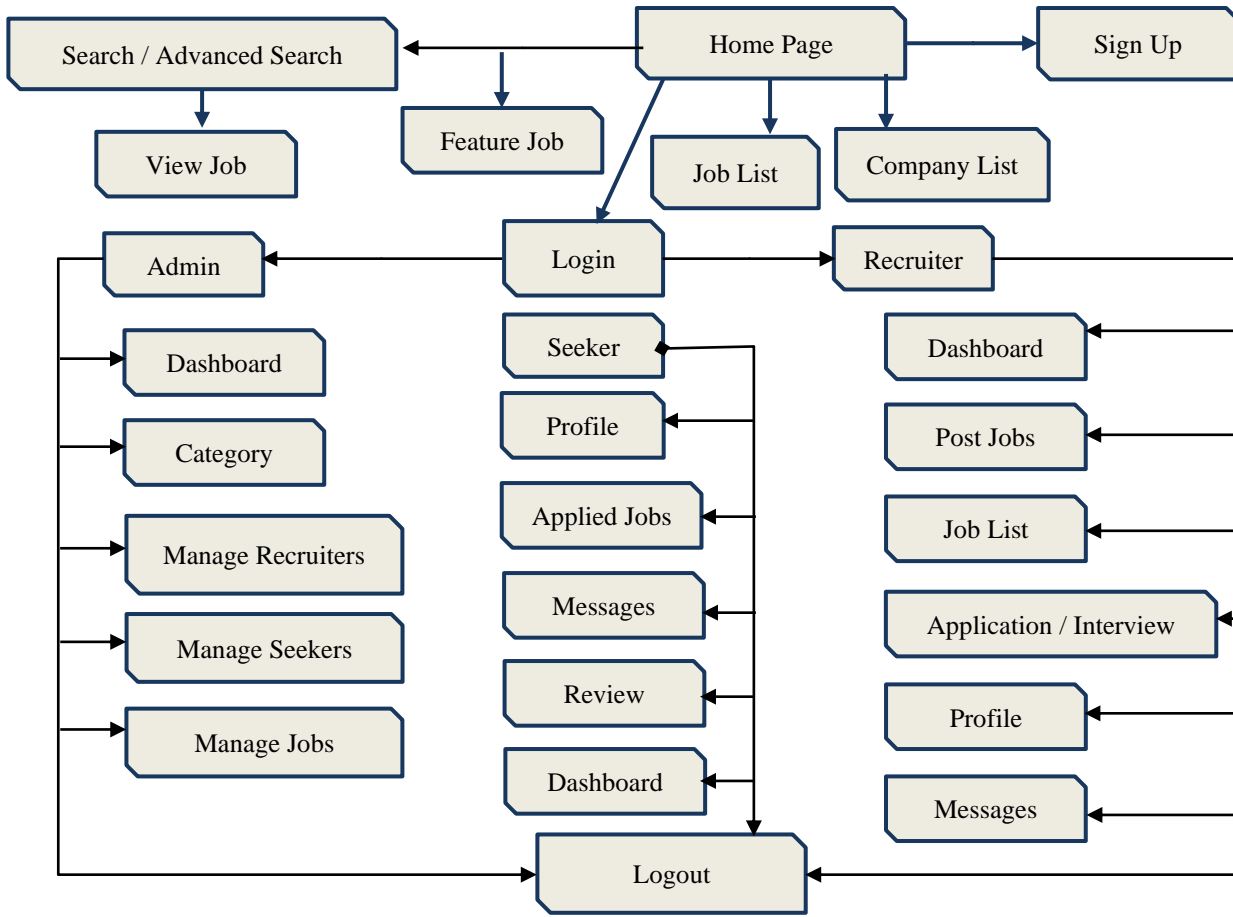 Search / Advanced Search
Home Page
Sign Up
View Job
Feature Job
Job List
Company List
Admin
Login
Recruiter
Dashboard
Category
Manage Recruiters
Manage Seekers
Manage Jobs
Seeker
Profile
Applied Jobs
Messages
Review
Dashboard
Dashboard
Post Jobs
Job List
Application / Interview
Profile
Messages
Logout